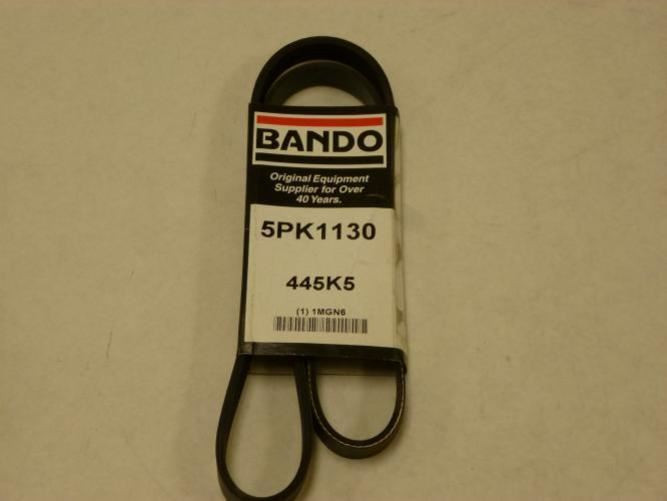 BANDO
Original Equipment
Supplier for Over
40 Years.
5PK1130
445K5
(1) 1MGN6